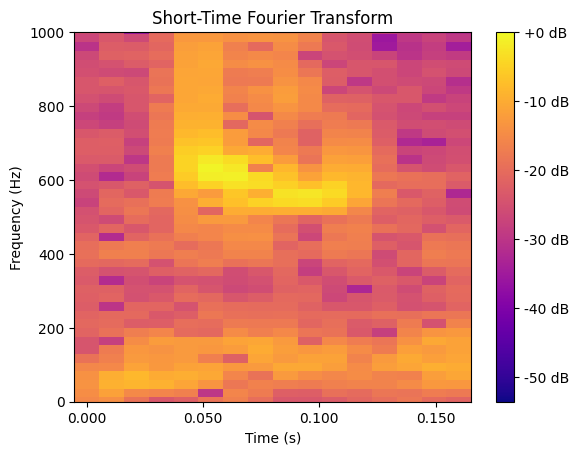 Short-Time Fourier Transform
1000
800
600
400
200
0
Frequency (Hz)
0.000
0.050
0.100
0.150
Time (s)
+0 dB
-10 dB
-20 dB
-30 dB
-40 dB
-50 dB